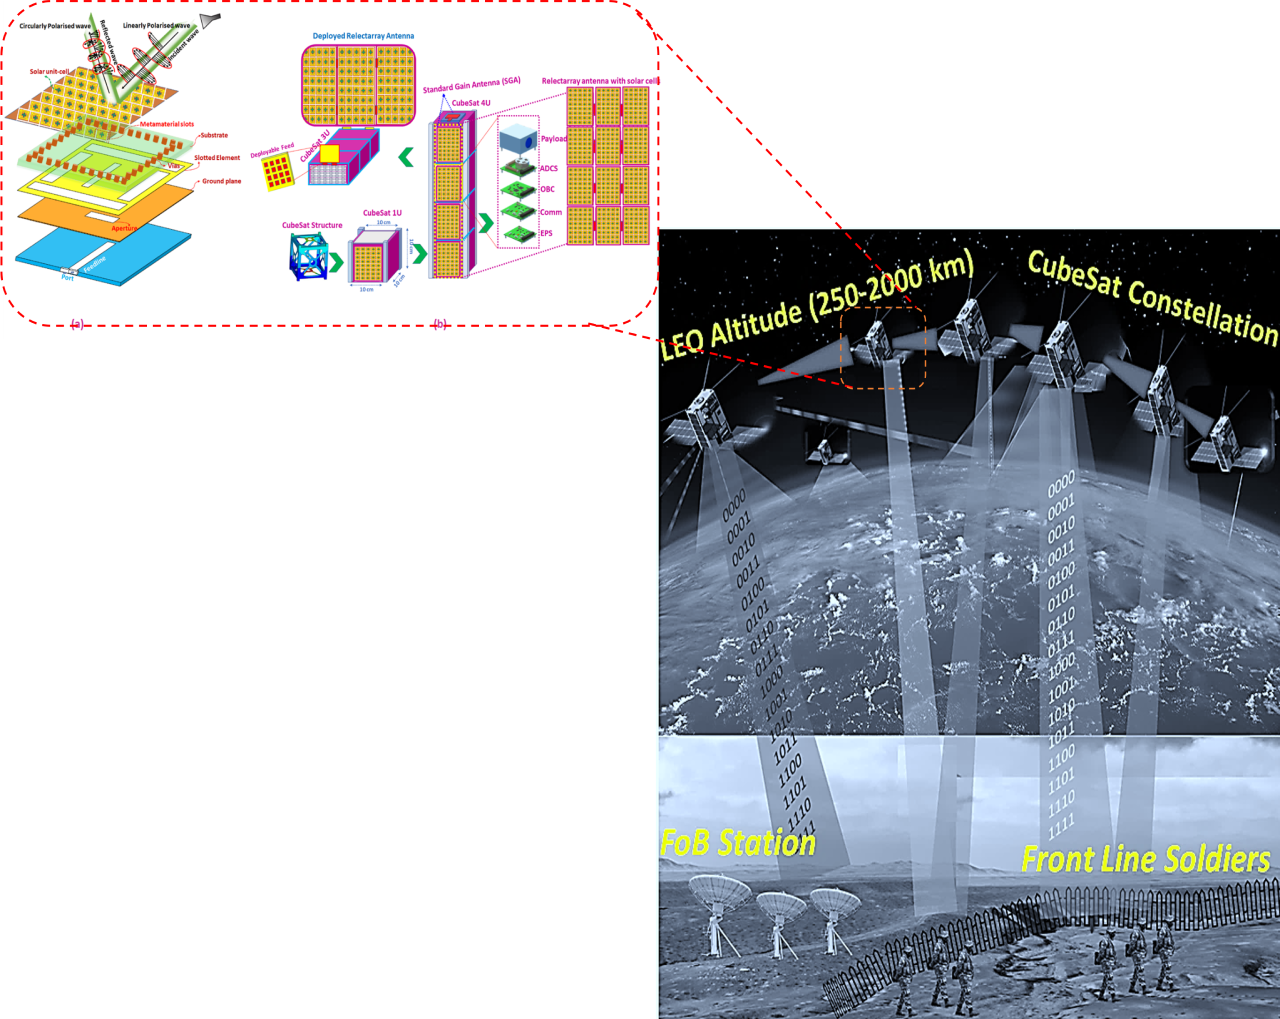 Circularly Polarised wave
Reflected wave
Linearly Polarised wave
Incident wave
Solar unit-cell
Metamaterial slots
Substrate
Vias
Slotted Element
Ground plane
Aperture
Feedline
Port
(a)
Deployed Relectarray Antenna
Deployable Feed
CubeSat 3U
CubeSat Structure
CubeSat 1U
10 cm
10 cm
10 cm
10 cm
Standard Gain Antenna (SGA)
CubeSat 4U
Payload
ADCS
OBC
Comm
EPS
Relectarray antenna with solar cell
(b)
LEO Altitude (250-2000 km)
CubeSat Constellation
0000
0001
0010
0011
0100
0101
0110
0111
1000
1001
1010
1011
1100
1101
1110
0000
0001
0010
0011
0100
0101
0110
0111
1000
1001
1010
1011
1100
1101
1110
1111
FoB Station
Front Line Soldiers